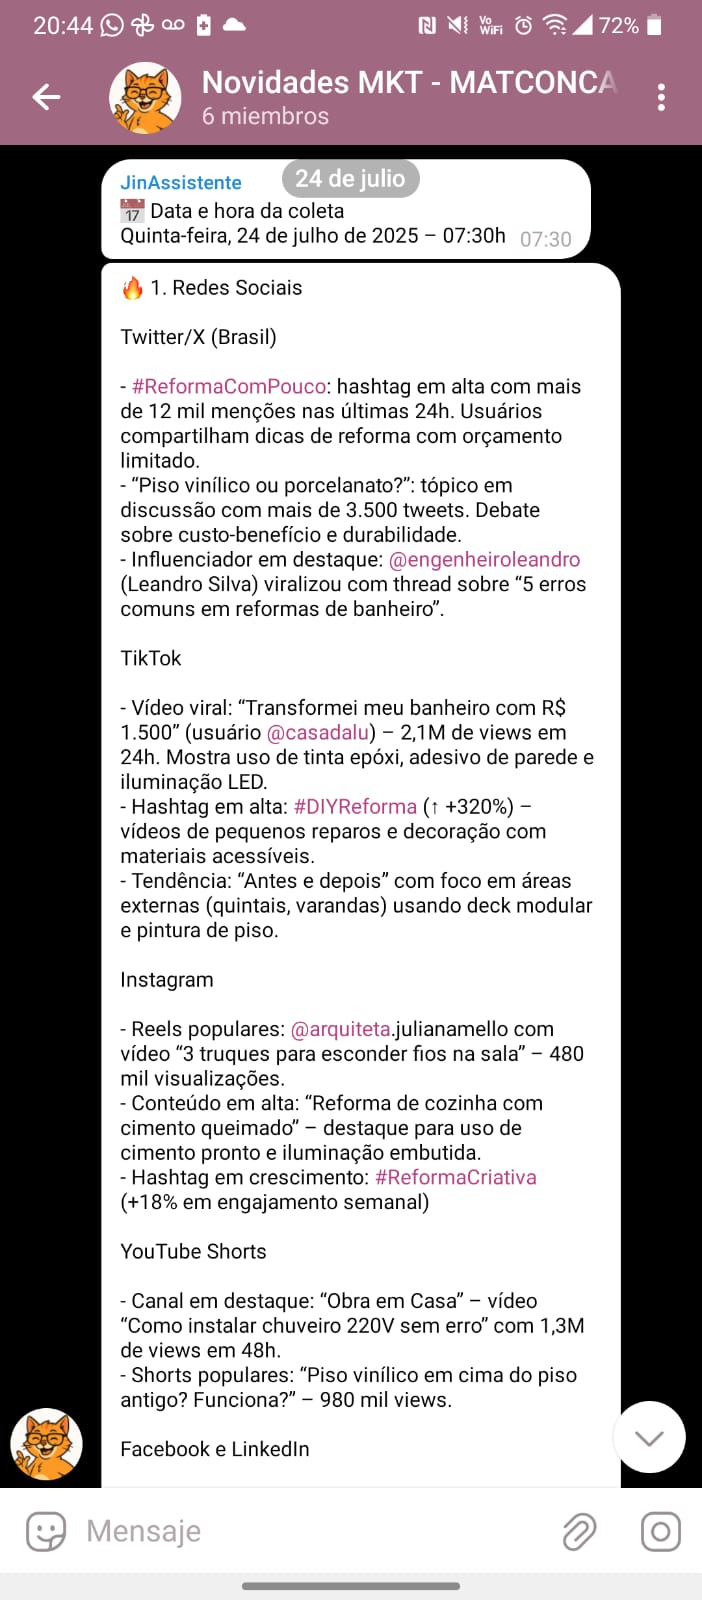 20:44
Vo WiFi
72%
Novidades MKT - MATCONCA
6 miembros
24 de julio
JinAssistente
17 Data e hora da coleta
Quinta-feira, 24 de julho de 2025 – 07:30h 07:30
🔥 1. Redes Sociais
Twitter/X (Brasil)
- #ReformaComPouco: hashtag em alta com mais
de 12 mil menções nas últimas 24h. Usuários
compartilham dicas de reforma com orçamento
limitado.
- “Piso vinílico ou porcelanato?”: tópico em
discussão com mais de 3.500 tweets. Debate
sobre custo-benefício e durabilidade.
- Influenciador em destaque: @engenheiroleandro
(Leandro Silva) viralizou com thread sobre “5 erros
comuns em reformas de banheiro”.
TikTok
- Vídeo viral: “Transformei meu banheiro com R$
1.500” (usuário @casadalu) – 2,1M de views em
24h. Mostra uso de tinta epóxi, adesivo de parede e
iluminação LED.
- Hashtag em alta: #DIYReforma (↑ +320%) –
vídeos de pequenos reparos e decoração com
materiais acessíveis.
- Tendência: “Antes e depois” com foco em áreas
externas (quintais, varandas) usando deck modular
e pintura de piso.
Instagram
- Reels populares: @arquiteta.julianamello com
vídeo “3 truques para esconder fios na sala” – 480
mil visualizações.
- Conteúdo em alta: “Reforma de cozinha com
cimento queimado” – destaque para uso de
cimento pronto e iluminação embutida.
- Hashtag em crescimento: #ReformaCriativa
(+18% em engajamento semanal)
YouTube Shorts
- Canal em destaque: “Obra em Casa” – vídeo
“Como instalar chuveiro 220V sem erro” com 1,3M
de views em 48h.
- Shorts populares: “Piso vinílico em cima do piso
antigo? Funciona?” – 980 mil views.
Facebook e LinkedIn
Mensaje